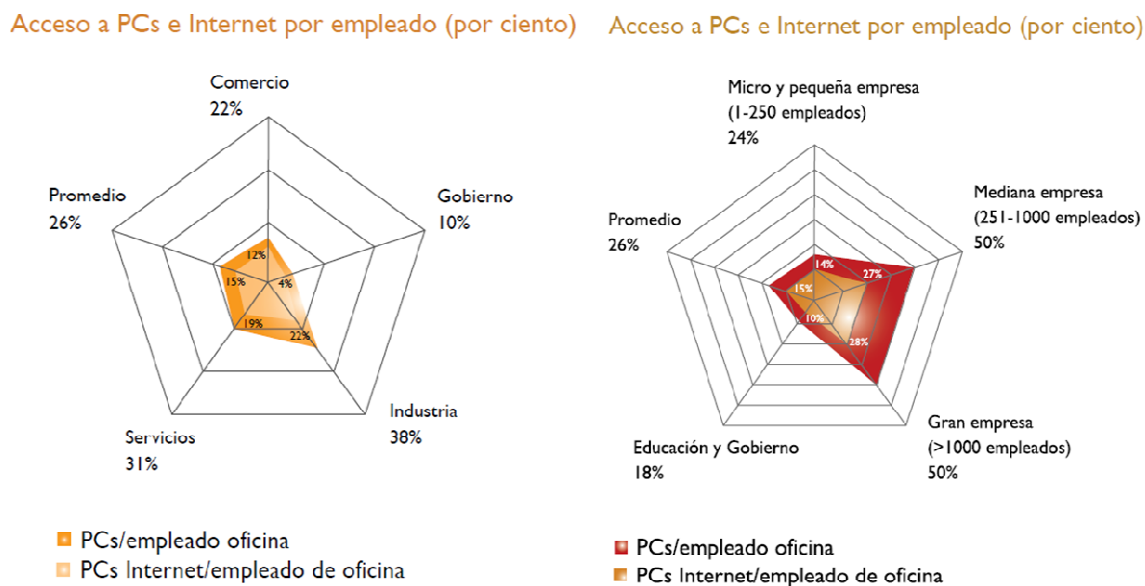 Acceso a PCs e Internet por empleado (por ciento)
Comercio
22%
Promedio
26%
Gobierno
10%
12%
15%
4%
19%
22%
Servicios
31%
Industria
38%
PCs/empleado oficina
PCs Internet/empleado de oficina
Acceso a PCs e Internet por empleado (por ciento)
Micro y pequeña empresa
(1-250 empleados)
24%
Mediana empresa
(251-1000 empleados)
50%
Promedio
26%
14%
27%
15%
10%
28%
Educación y Gobierno
18%
Gran empresa
(>1000 empleados)
50%
PCs/empleado oficina
PCs Internet/empleado de oficina